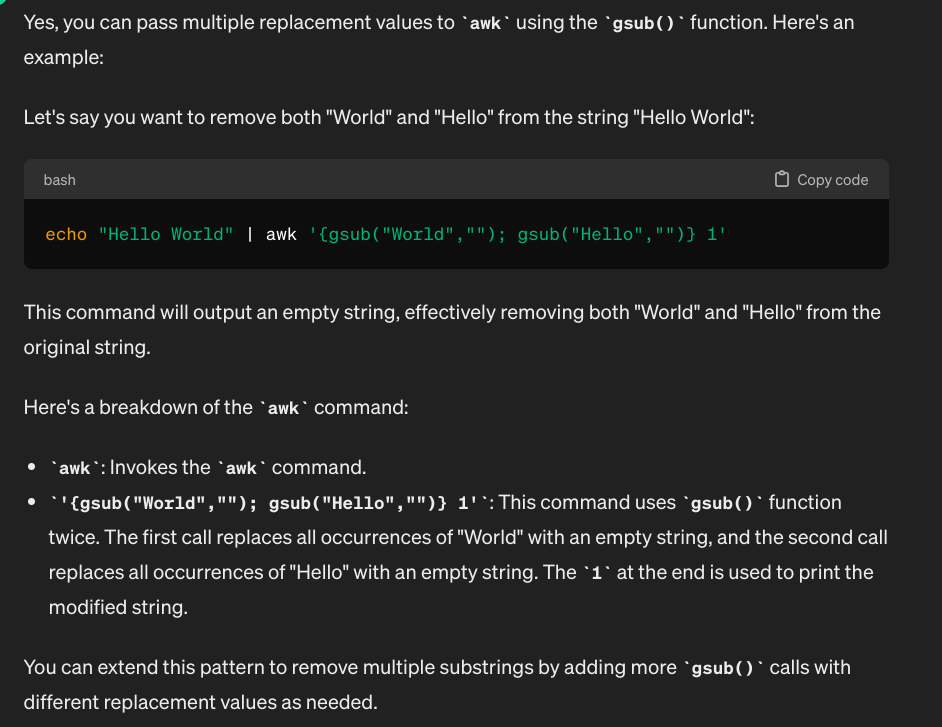 Yes, you can pass multiple replacement values to `awk` using the `gsub()` function. Here's an
example:
Let's say you want to remove both "World" and "Hello" from the string "Hello World":
bash
Copy code
echo "Hello World" | awk '{gsub("World",""); gsub("Hello","")} 1'
This command will output an empty string, effectively removing both "World" and "Hello" from the
original string.
Here's a breakdown of the `awk` command:
• `awk`: Invokes the `awk` command.
• `'{gsub("World",""); gsub("Hello","")} 1'`: This command uses `gsub()` function
twice. The first call replaces all occurrences of "World" with an empty string, and the second call
replaces all occurrences of "Hello" with an empty string. The `1` at the end is used to print the
modified string.
You can extend this pattern to remove multiple substrings by adding more `gsub()` calls with
different replacement values as needed.